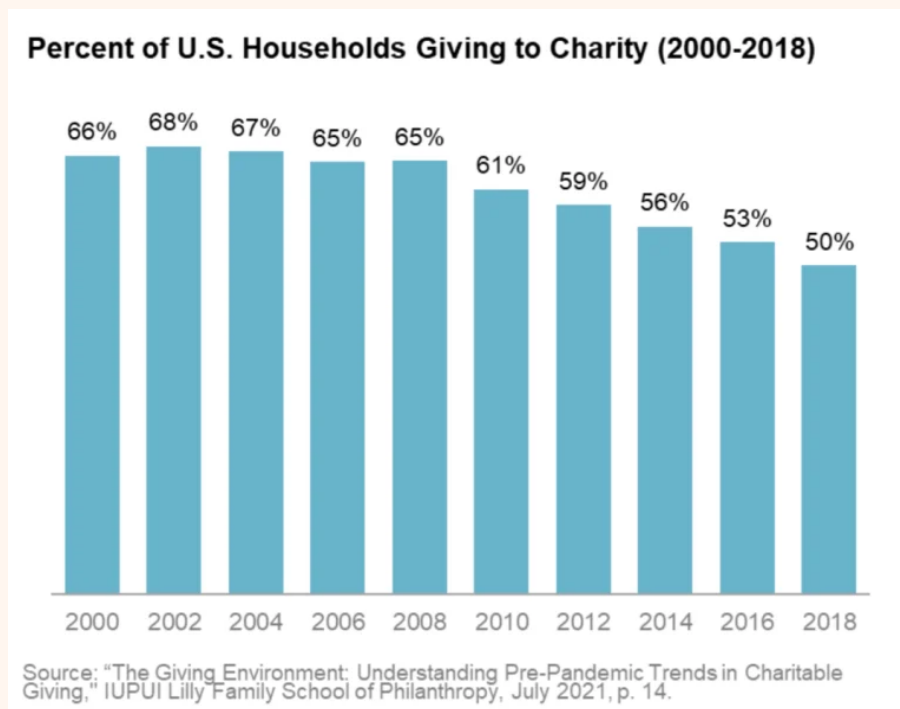 Percent of U.S. Households Giving to Charity (2000-2018)
66% 68% 67% 65% 65% 61% 59% 56% 53% 50%
2000 2002 2004 2006 2008 2010 2012 2014 2016 2018
Source: “The Giving Environment: Understanding Pre-Pandemic Trends in Charitable
Giving," IUPUI Lilly Family School of Philanthropy, July 2021, p. 14.